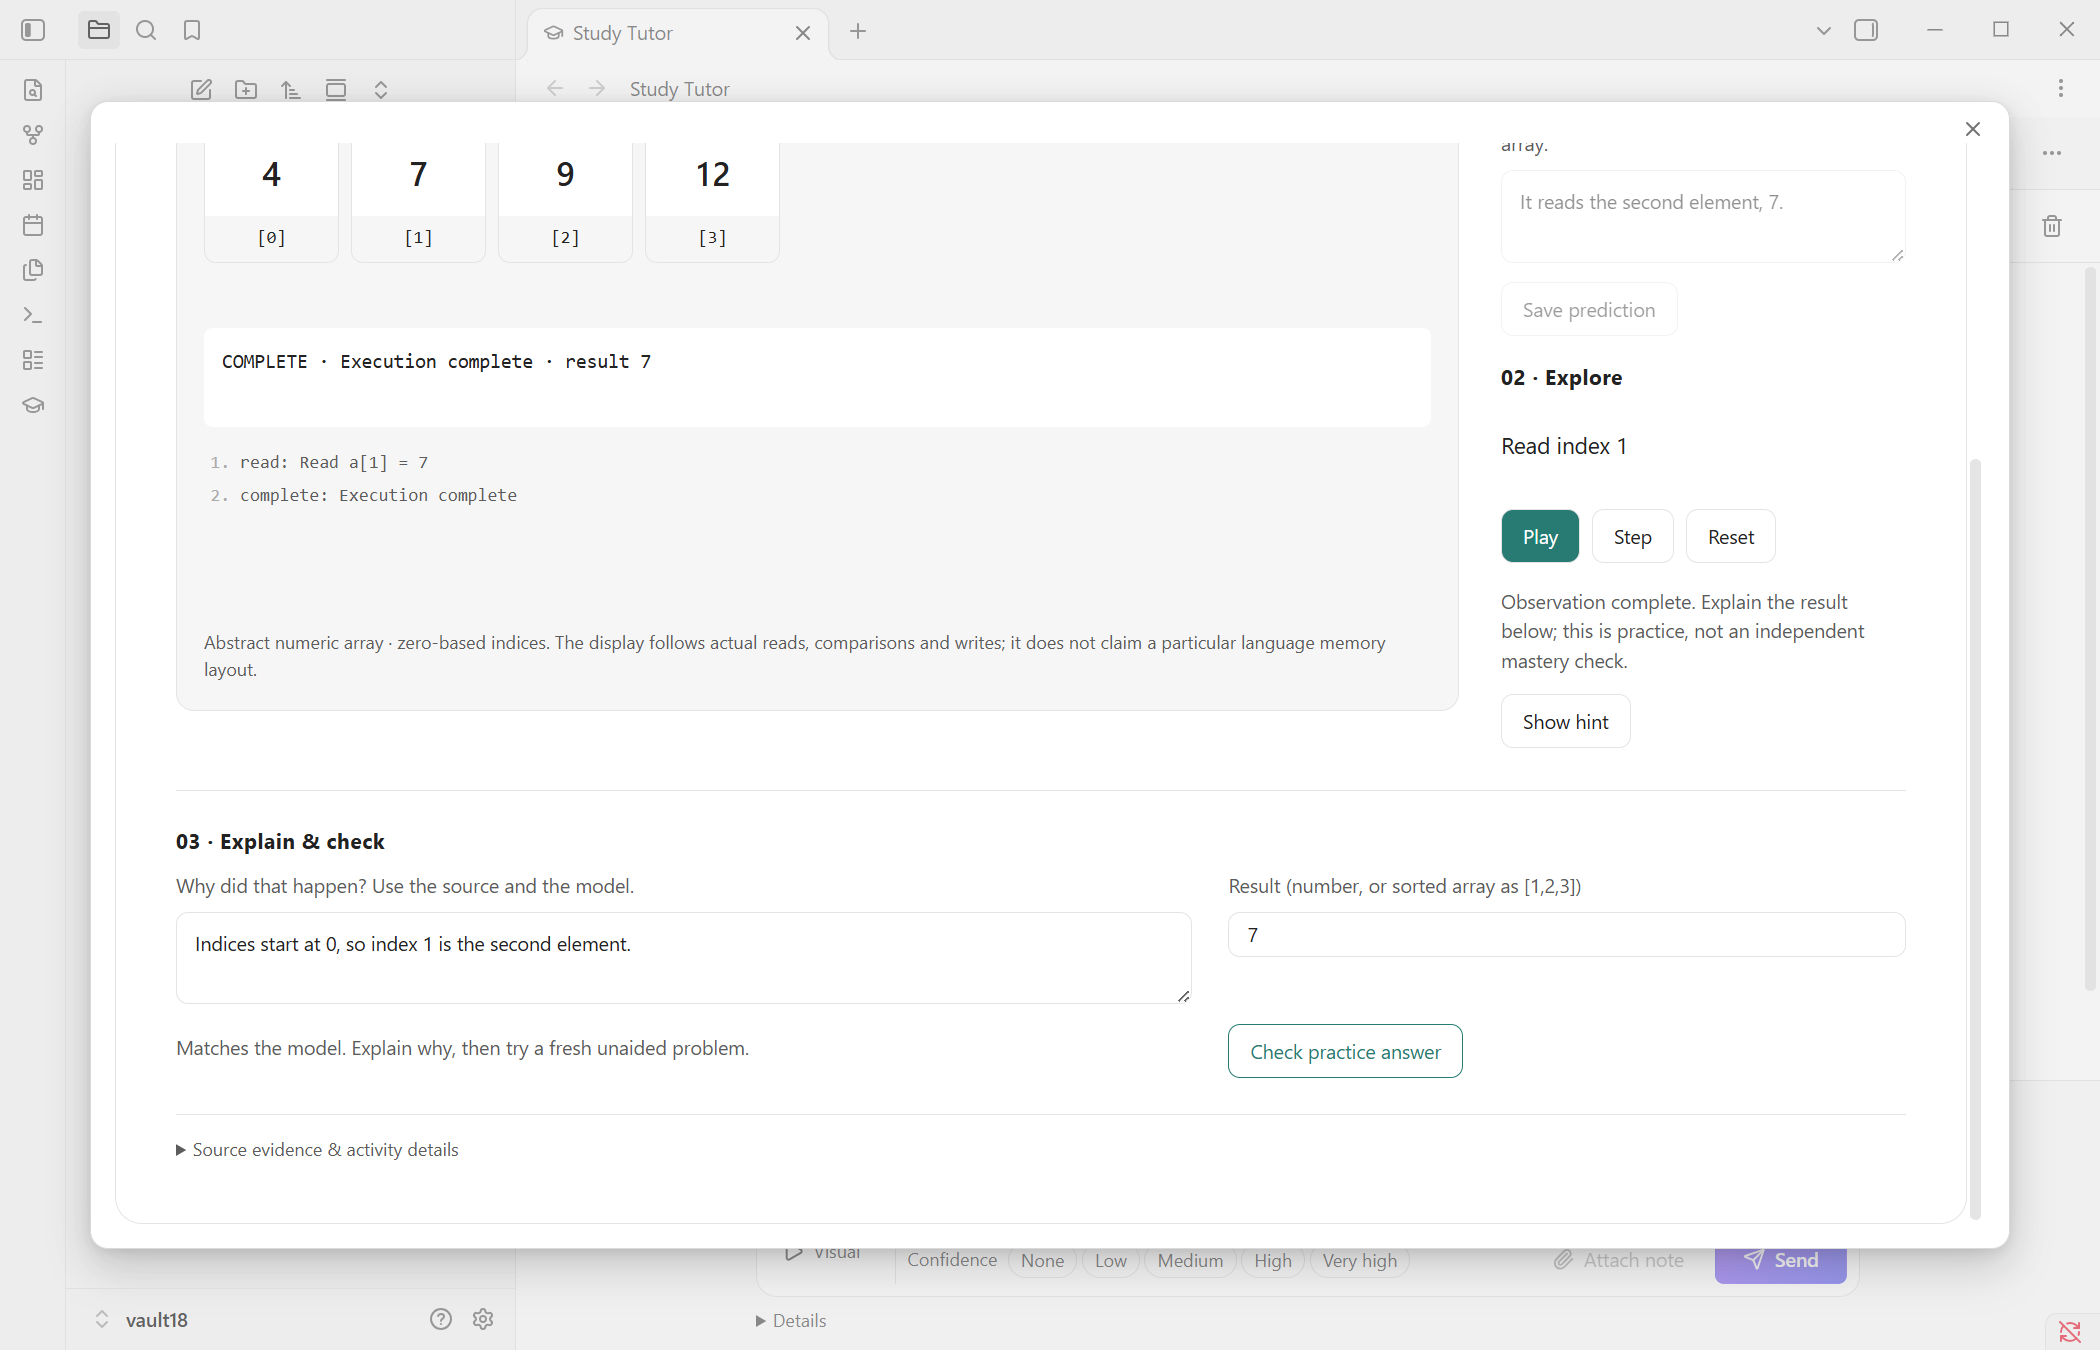 Study Tutor
Study Tutor
4
7
9
12
[0]
[1]
[2]
[3]
COMPLETE · Execution complete · result 7
1. read: Read a[1] = 7
2. complete: Execution complete
Abstract numeric array · zero-based indices. The display follows actual reads, comparisons and writes; it does not claim a particular language memory
layout.
array.
It reads the second element, 7.
Save prediction
02 · Explore
Read index 1
Play
Step
Reset
Observation complete. Explain the result
below; this is practice, not an independent
mastery check.
Show hint
03 · Explain & check
Why did that happen? Use the source and the model.
Indices start at 0, so index 1 is the second element.
Matches the model. Explain why, then try a fresh unaided problem.
Result (number, or sorted array as [1,2,3])
7
Check practice answer
Source evidence & activity details
Visual
Confidence
None
Low
Medium
High
Very high
Attach note
Send
Details
vault18